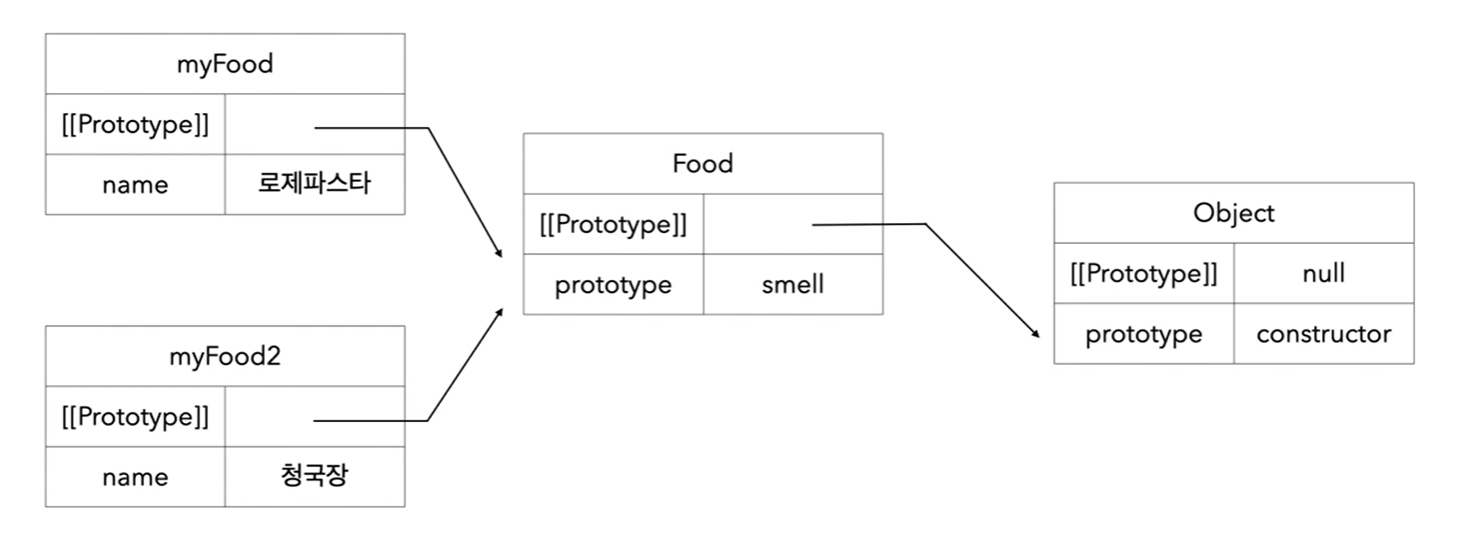 myFood
[[Prototype]]
name 로제파스타
myFood2
[[Prototype]]
name 청국장
Food
[[Prototype]]
prototype smell
Object
[[Prototype]] null
prototype constructor